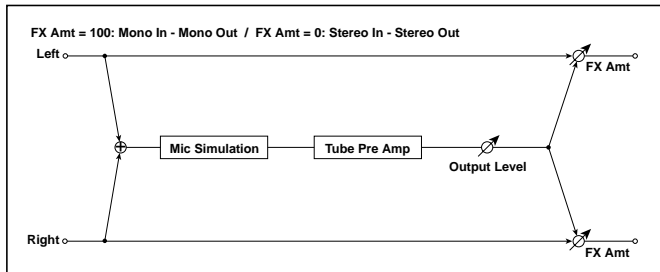 FX Amt = 100: Mono In - Mono Out / FX Amt = 0: Stereo In - Stereo Out
Left
FX Amt
Mic Simulation
Tube Pre Amp
Output Level
Right
FX Amt